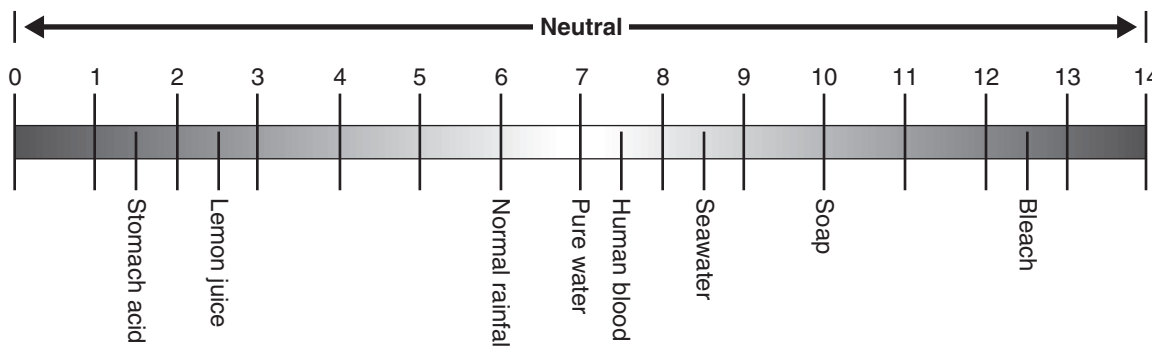 Neutral
0 1 2 3 4 5 6 7 8 9 10 11 12 13 14
Stomach acid
Lemon juice
Normal rainfal
Pure water
Human blood
Seawater
Soap
Bleach